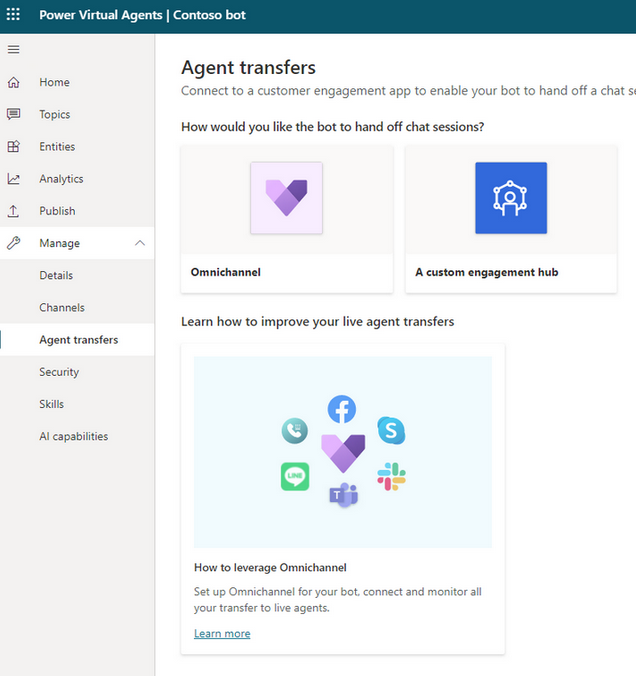 Power Virtual Agents | Contoso bot
Home
Topics
Entities
Analytics
Publish
Manage
Details
Channels
Agent transfers
Security
Skills
AI capabilities
Agent transfers
Connect to a customer engagement app to enable your bot to hand off a chat s
How would you like the bot to hand off chat sessions?
Omnichannel
A custom engagement hub
Learn how to improve your live agent transfers
S
LINE
T
How to leverage Omnichannel
Set up Omnichannel for your bot, connect and monitor all
your transfer to live agents.
Learn more